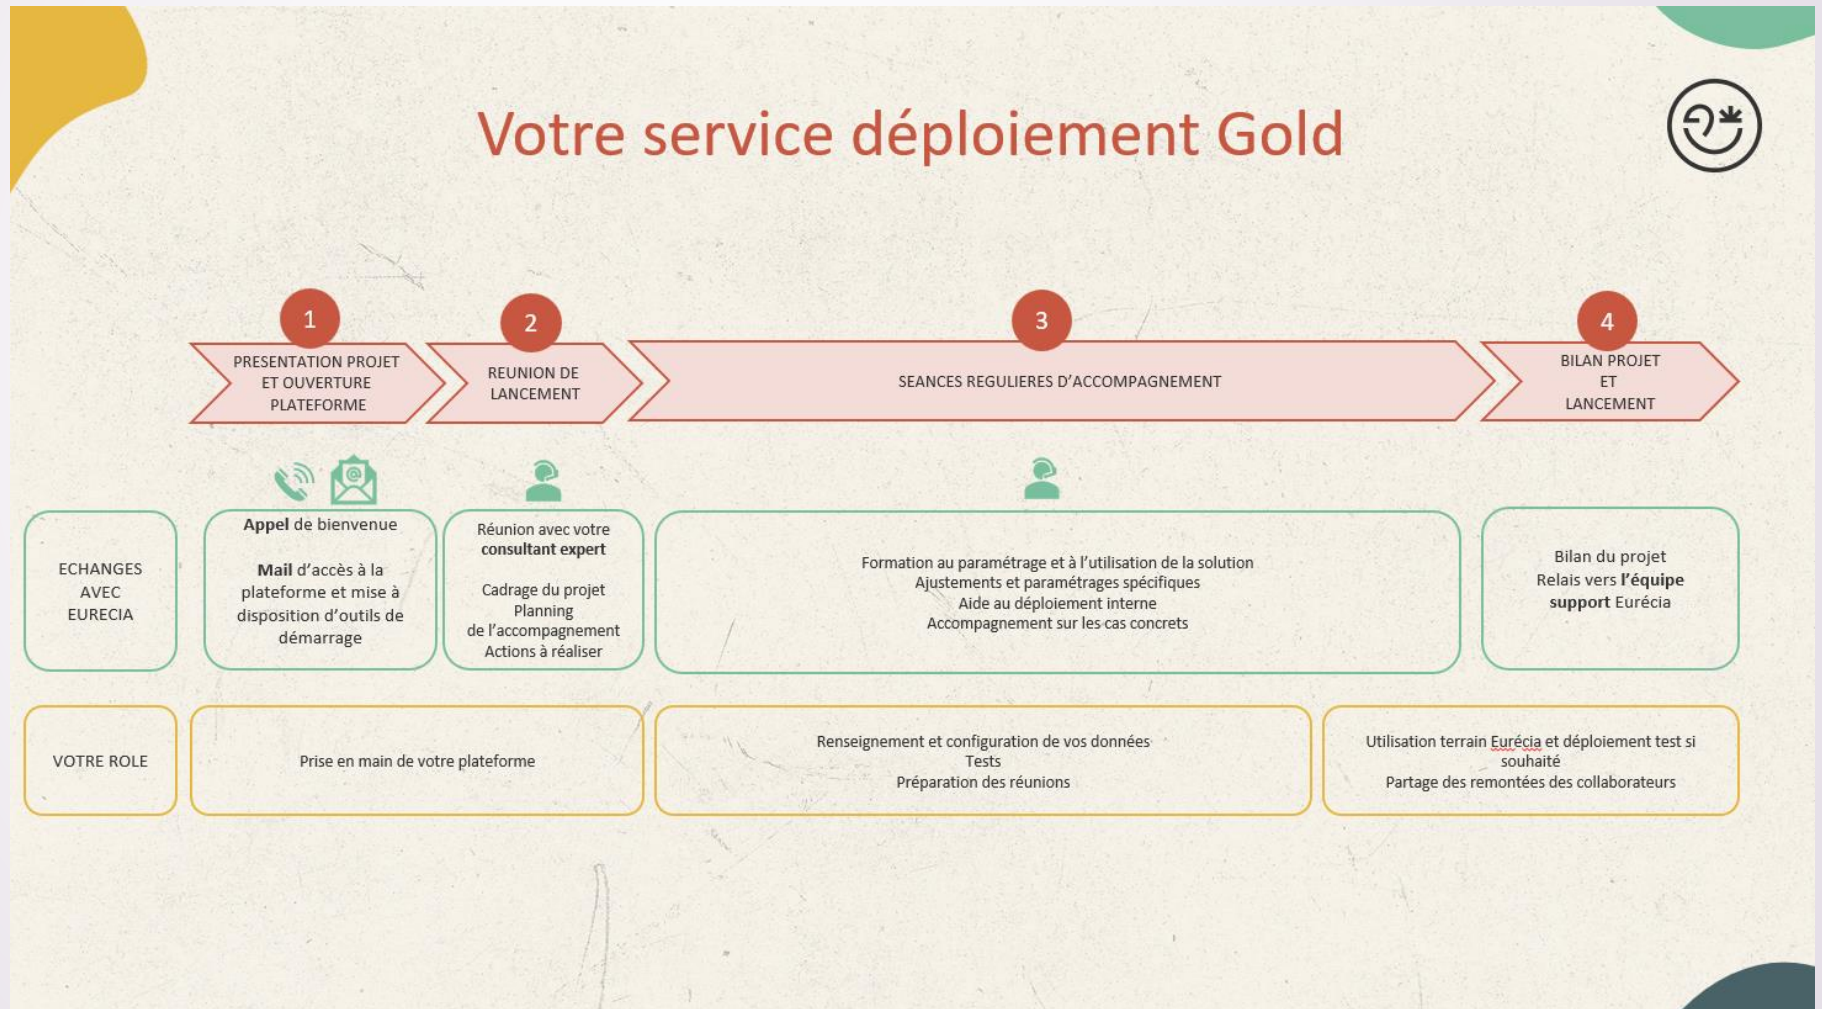 Votre service déploiement Gold
1
2
3
4
PRESENTATION PROJET
ET OUVERTURE
PLATEFORME
REUNION DE
LANCEMENT
SEANCES REGULIERES D’ACCOMPAGNEMENT
BILAN PROJET
ET
LANCEMENT
ECHANGES
AVEC
EURECIA
Appel de bienvenue
Mail d’accès à la
plateforme et mise à
disposition d’outils de
démarrage
Réunion avec votre
consultant expert
Cadrage du projet
Planning
de l’accompagnement
Actions à réaliser
Formation au paramétrage et à l’utilisation de la solution
Ajustements et paramétrages spécifiques
Aide au déploiement interne
Accompagnement sur les cas concrets
Bilan du projet
Relais vers l’équipe
support Eurécia
VOTRE ROLE
Prise en main de votre plateforme
Renseignement et configuration de vos données
Tests
Préparation des réunions
Utilisation terrain Eurécia et déploiement test si
souhaité
Partage des remontées des collaborateurs